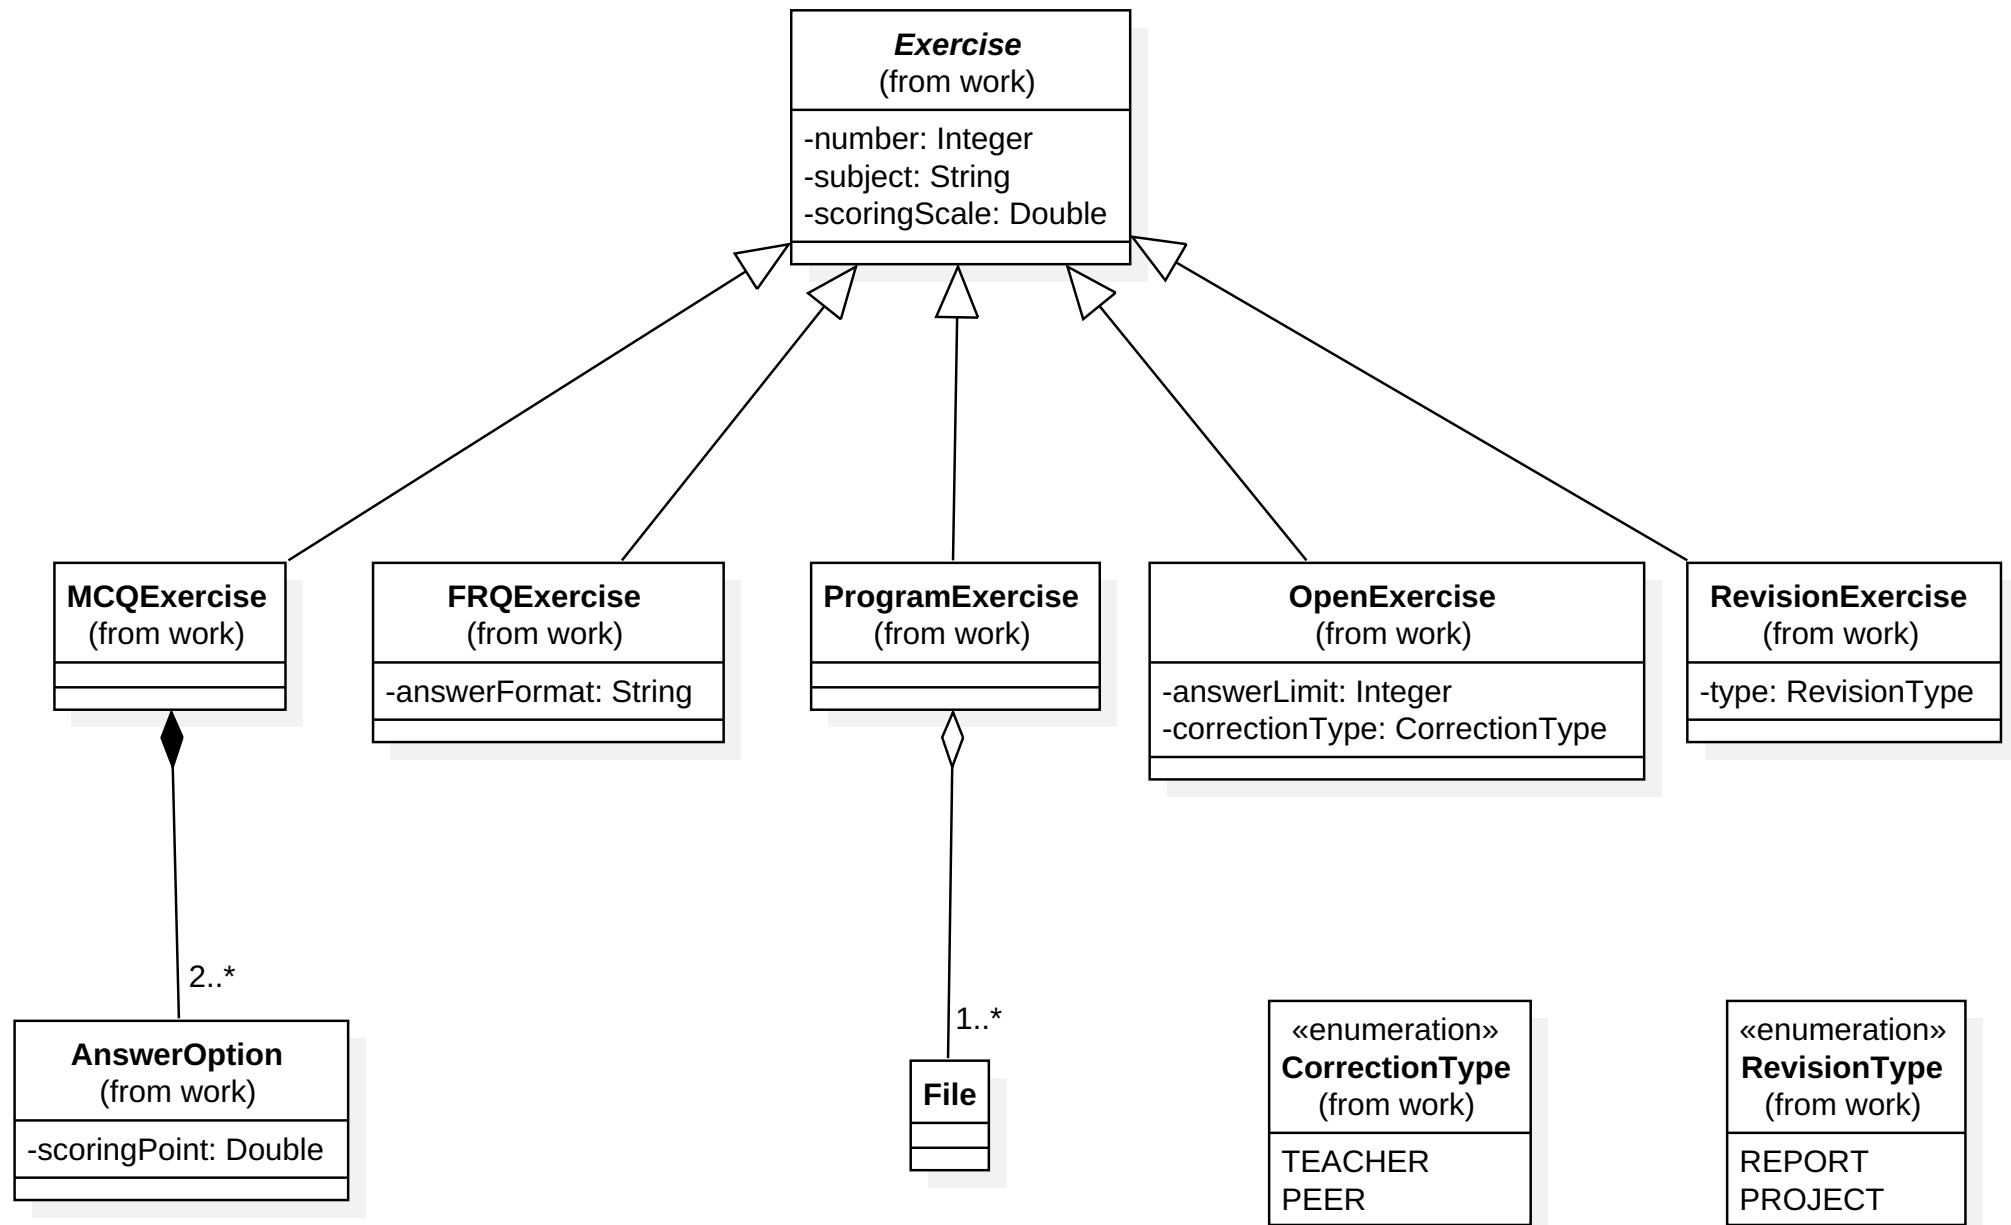 Exercise
(from work)
-number: Integer
-subject: String
-scoringScale: Double
MCQExercise
(from work)
FRQExercise
(from work)
-answerFormat: String
ProgramExercise
(from work)
OpenExercise
(from work)
-answerLimit: Integer
-correctionType: CorrectionType
RevisionExercise
(from work)
-type: RevisionType
2..*
1..*
AnswerOption
(from work)
-scoringPoint: Double
File
«enumeration»
CorrectionType
(from work)
TEACHER
PEER
«enumeration»
RevisionType
(from work)
REPORT
PROJECT